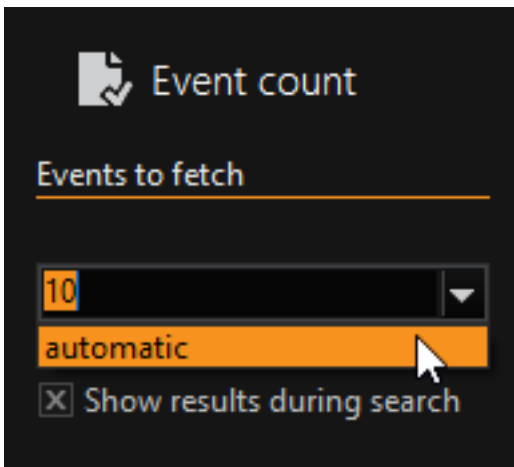 Event count
Events to fetch
10
automatic
Show results during search